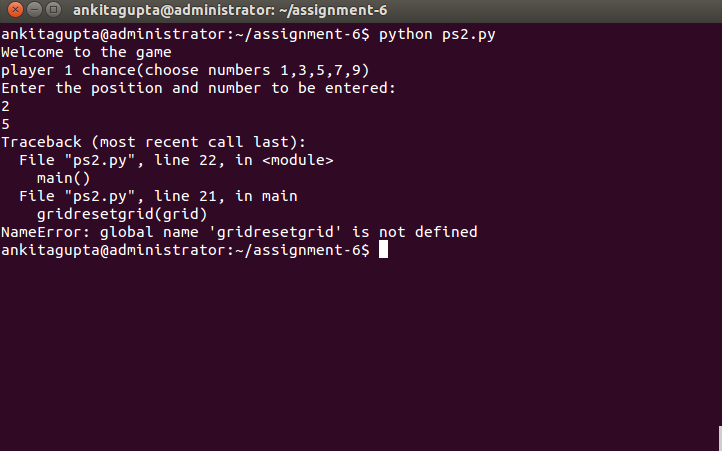 ankitagupta@administrator: ~/assignment-6
ankitagupta@administrator:~/assignment-6$ python ps2.py
Welcome to the game
player 1 chance(choose numbers 1,3,5,7,9)
Enter the position and number to be entered:
2
5
Traceback (most recent call last):
  File "ps2.py", line 22, in <module>
    main()
  File "ps2.py", line 21, in main
    gridresetgrid(grid)
NameError: global name 'gridresetgrid' is not defined
ankitagupta@administrator:~/assignment-6$